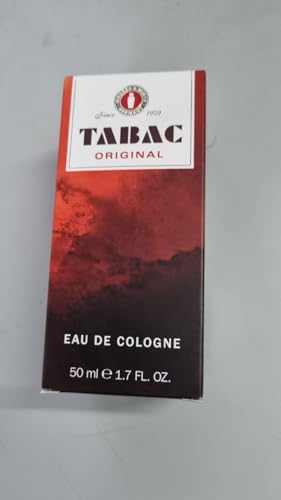 Since 1959
TABAC
ORIGINAL
EAU DE COLOGNE
50 ml ℮ 1.7 FL. OZ.